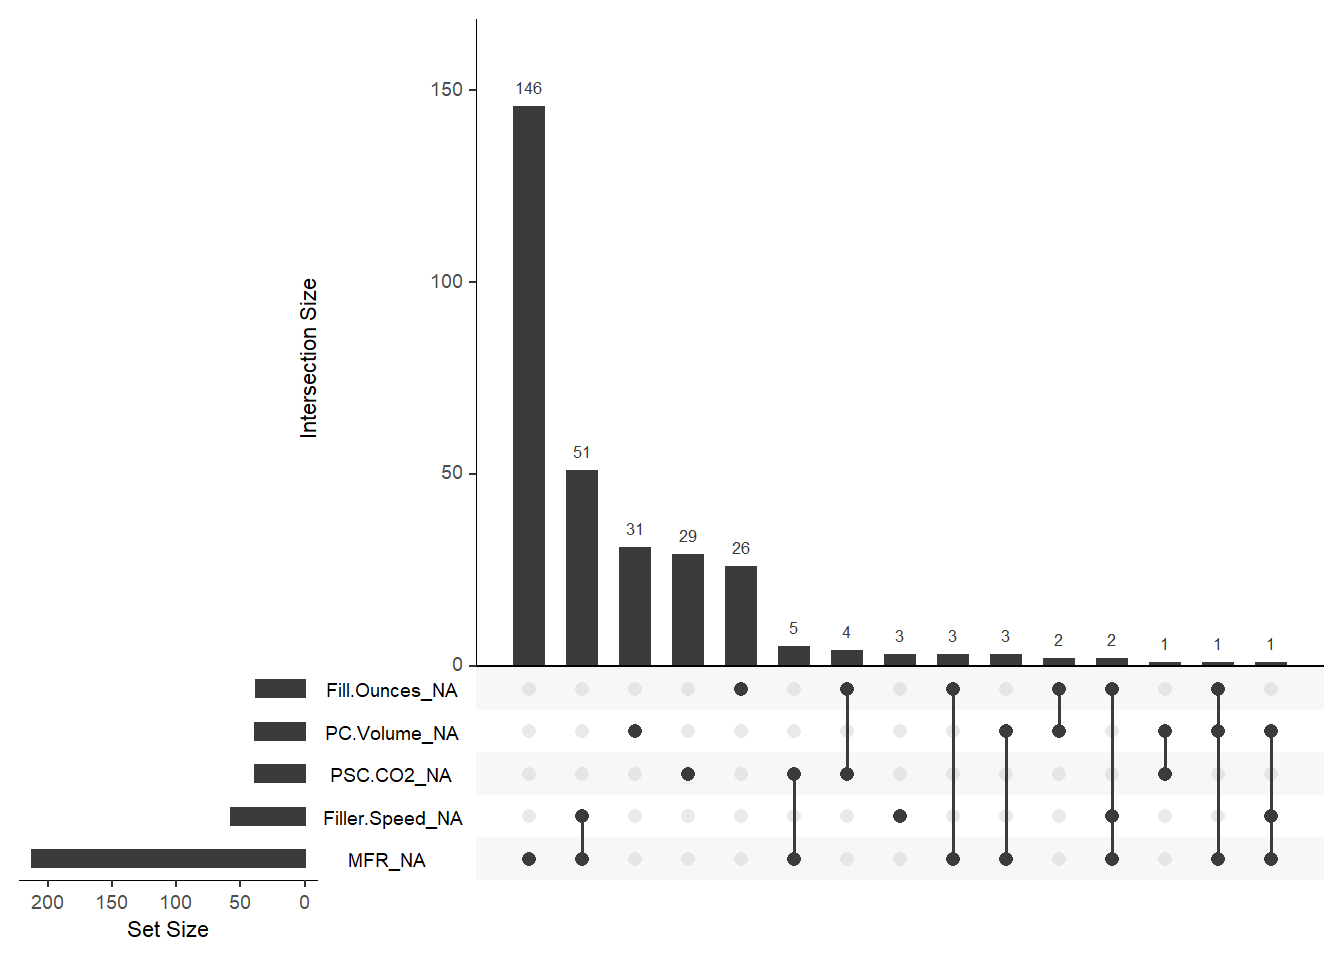 150
100
50
0
Intersection Size
146
51
31
29
26
5
4
3
3
3
2
2
1
1
1
Fill.Ounces_NA
PC.Volume_NA
PSC.CO2_NA
Filler.Speed_NA
MFR_NA
200 150 100 50 0
Set Size